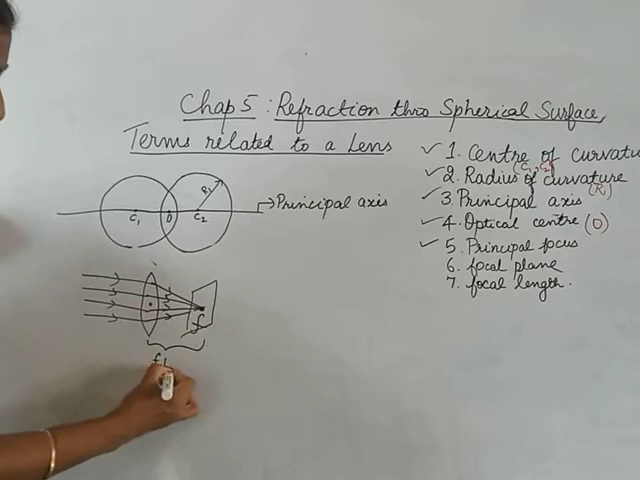 Chap 5 : Refraction thro Spherical Surface,
Terms related to a Lens
✓ 1. Centre of curvatu
(C₁, C₂)
✓ 2. Radius of curvature
(R₁)
✓ 3. Principal axis
✓ 4. Optical centre (O)
✓ 5. Principal focus
6. focal plane
7. focal length.
R₁
C₁ O C₂
Principal axis
f
fl